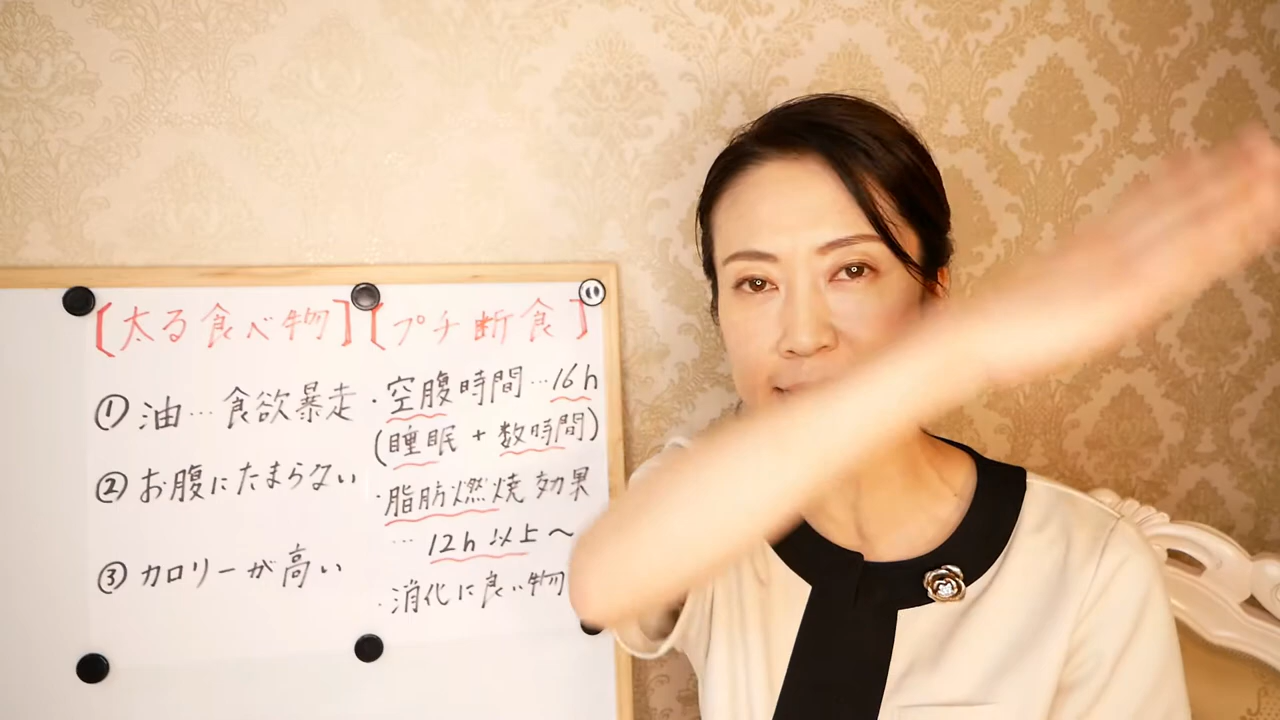 【太る食べ物】
① 油…食欲暴走
② お腹にたまらない
③ カロリーが高い
【プチ断食】
・空腹時間…16h
(睡眠+数時間)
・脂肪燃焼効果
… 12h以上〜
・消化に良い物